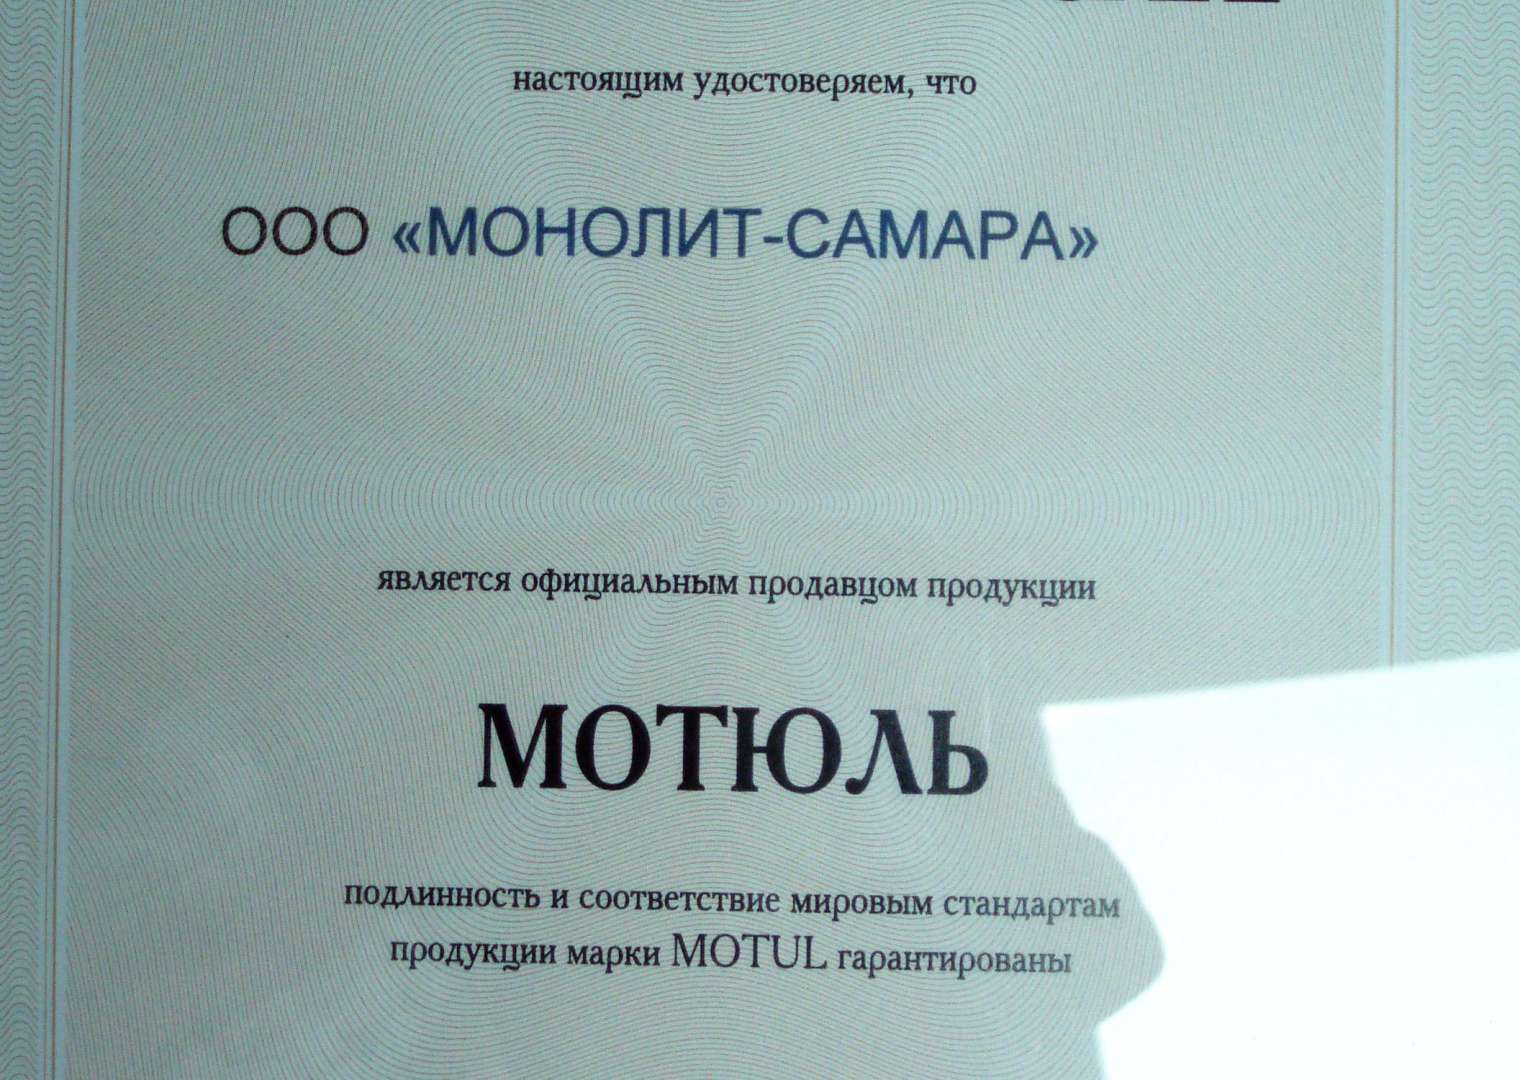 настоящим удостоверяем, что
ООО «МОНОЛИТ-САМАРА»
является официальным продавцом продукции
МОТЮЛЬ
подлинность и соответствие мировым стандартам
продукции марки MOTUL гарантированы